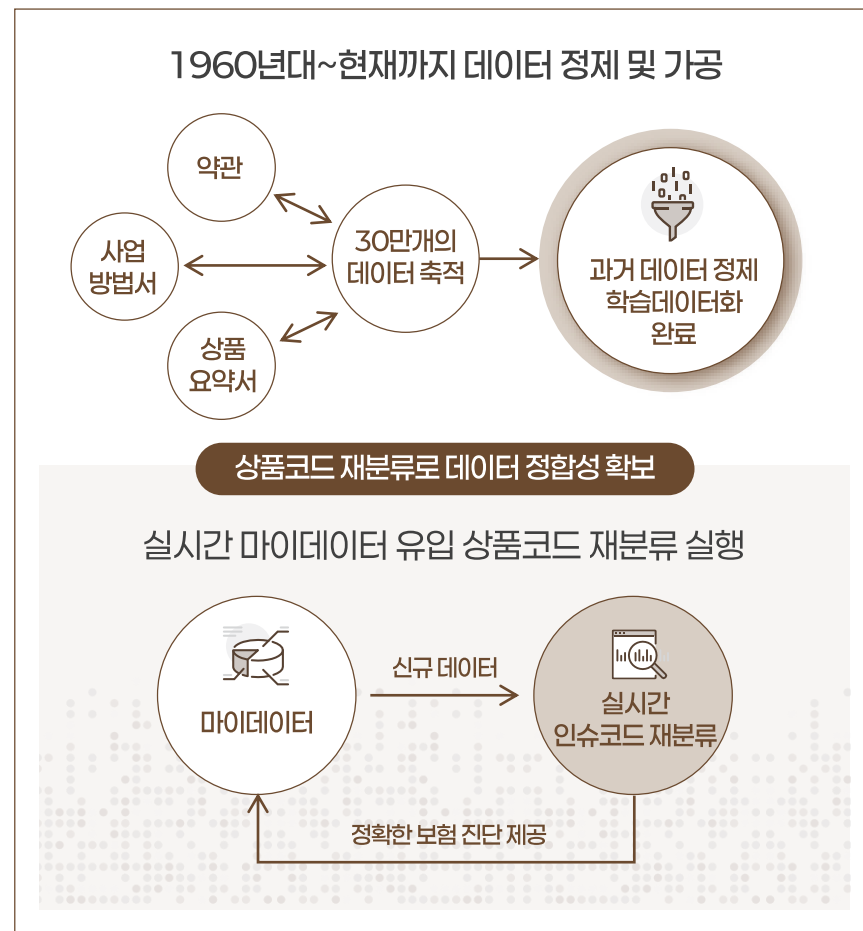 1960년대~현재까지 데이터 정제 및 가공
약관
사업
방법서
상품
요약서
30만개의
데이터 축적
과거 데이터 정제
학습데이터화
완료
상품코드 재분류로 데이터 정합성 확보
실시간 마이데이터 유입 상품코드 재분류 실행
마이데이터
신규 데이터
실시간
인슈코드 재분류
정확한 보험 진단 제공